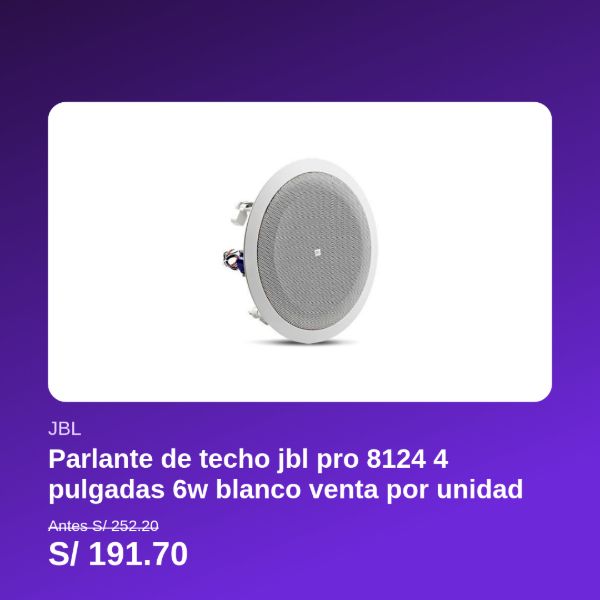 JBL
Parlante de techo jbl pro 8124 4
pulgadas 6w blanco venta por unidad
Antes S/ 252.20
S/ 191.70